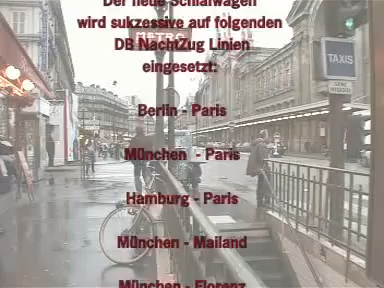 Der neue Schlafwagen
wird sukzessive auf folgenden
METRO
DB NachtZug Linien
eingesetzt:
TAXIS
Berlin - Paris
München - Paris
Hamburg - Paris
München - Mailand
München - Florenz